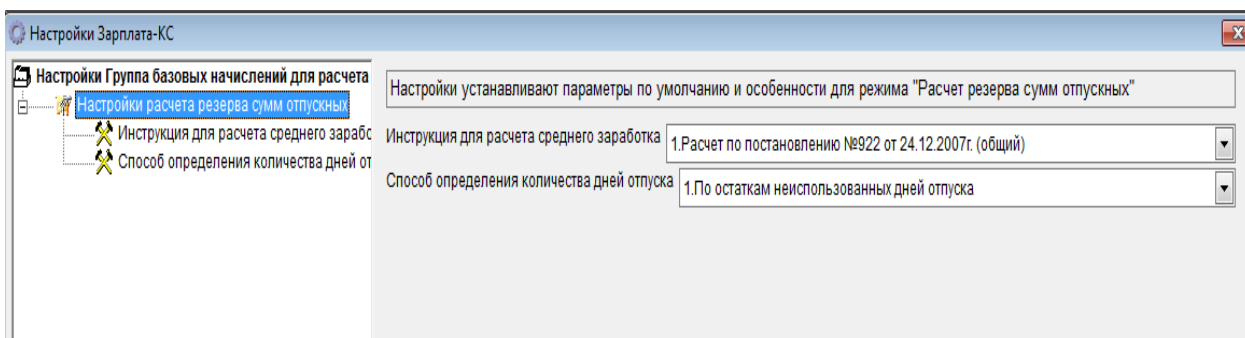 Настройки Зарплата-КС
Настройки Группа базовых начислений для расчета
Настройки расчета резерва сумм отпускных
Инструкция для расчета среднего зарабо
Способ определения количества дней от
Настройки устанавливают параметры по умолчанию и особенности для режима "Расчет резерва сумм отпускных"
Инструкция для расчета среднего заработка 1.Расчет по постановлению №922 от 24.12.2007г. (общий)
Способ определения количества дней отпуска 1.По остаткам неиспользованных дней отпуска